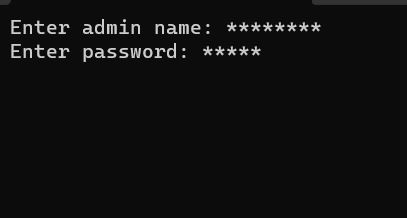 Enter admin name: ********
Enter password: *****